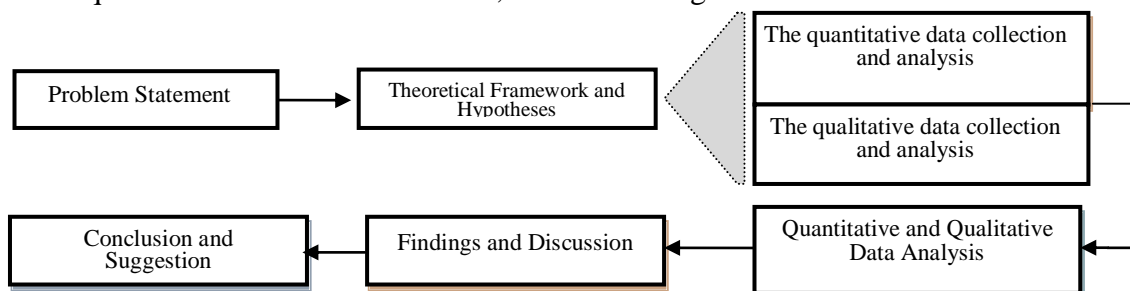 The quantitative data collection
and analysis
Problem Statement
Theoretical Framework and
Hypotheses
The qualitative data collection
and analysis
Conclusion and
Suggestion
Findings and Discussion
Quantitative and Qualitative
Data Analysis